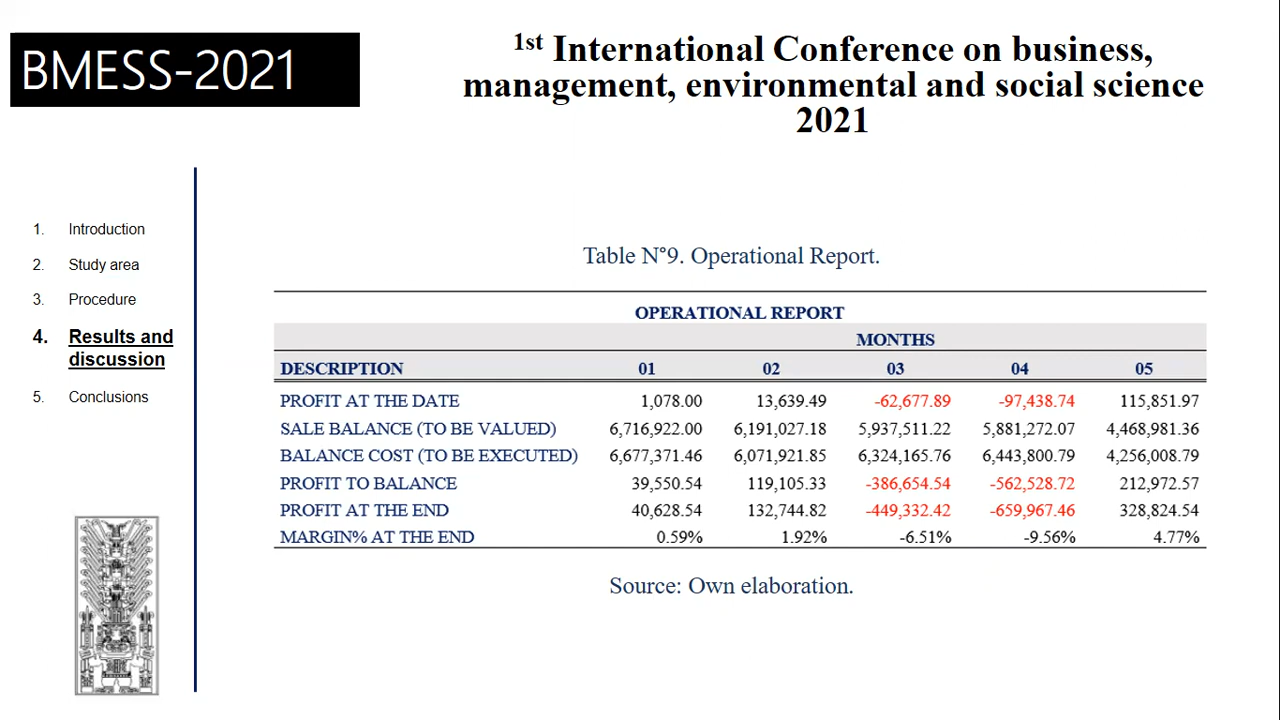 BMESS-2021
1st International Conference on business,
management, environmental and social science
2021
1. Introduction
2. Study area
3. Procedure
4. Results and
discussion
5. Conclusions
Table N°9. Operational Report.
OPERATIONAL REPORT
MONTHS
DESCRIPTION 01 02 03 04 05
PROFIT AT THE DATE 1,078.00 13,639.49 -62,677.89 -97,438.74 115,851.97
SALE BALANCE (TO BE VALUED) 6,716,922.00 6,191,027.18 5,937,511.22 5,881,272.07 4,468,981.36
BALANCE COST (TO BE EXECUTED) 6,677,371.46 6,071,921.85 6,324,165.76 6,443,800.79 4,256,008.79
PROFIT TO BALANCE 39,550.54 119,105.33 -386,654.54 -562,528.72 212,972.57
PROFIT AT THE END 40,628.54 132,744.82 -449,332.42 -659,967.46 328,824.54
MARGIN% AT THE END 0.59% 1.92% -6.51% -9.56% 4.77%
Source: Own elaboration.